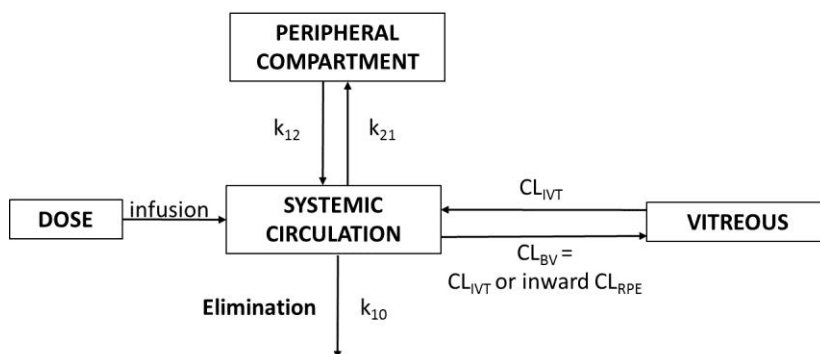 PERIPHERAL
COMPARTMENT
k12
k21
DOSE
infusion
SYSTEMIC
CIRCULATION
CLIVT
VITREOUS
CLBV =
CLIVT or inward CLRPE
Elimination
k10